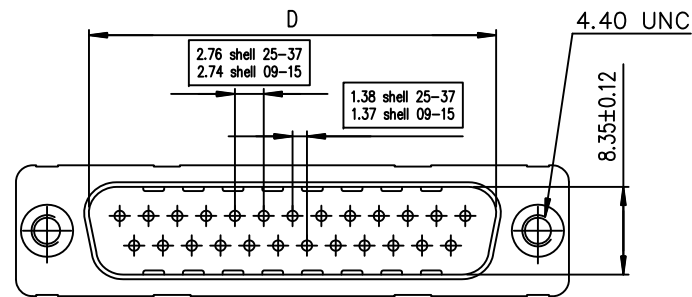 D
4.40 UNC
2.76 shell 25-37
2.74 shell 09-15
1.38 shell 25-37
1.37 shell 09-15
8.35±0.12